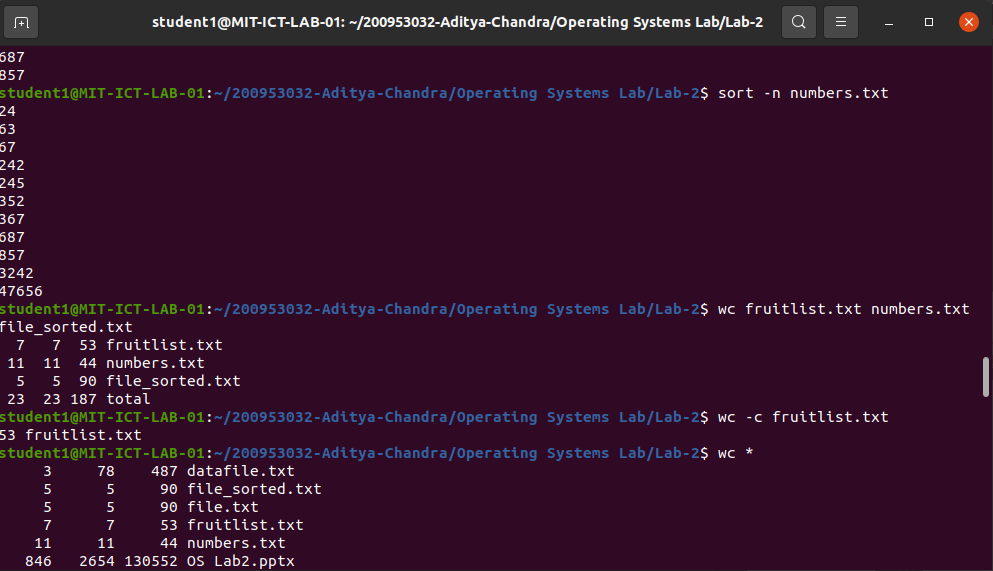 student1@MIT-ICT-LAB-01: ~/200953032-Aditya-Chandra/Operating Systems Lab/Lab-2
687
857
student1@MIT-ICT-LAB-01:~/200953032-Aditya-Chandra/Operating Systems Lab/Lab-2$ sort -n numbers.txt
24
63
67
242
245
352
367
687
857
3242
47656
student1@MIT-ICT-LAB-01:~/200953032-Aditya-Chandra/Operating Systems Lab/Lab-2$ wc fruitlist.txt numbers.txt
file_sorted.txt
  7   7  53 fruitlist.txt
 11  11  44 numbers.txt
  5   5  90 file_sorted.txt
 23  23 187 total
student1@MIT-ICT-LAB-01:~/200953032-Aditya-Chandra/Operating Systems Lab/Lab-2$ wc -c fruitlist.txt
53 fruitlist.txt
student1@MIT-ICT-LAB-01:~/200953032-Aditya-Chandra/Operating Systems Lab/Lab-2$ wc *
     3     78    487 datafile.txt
     5      5     90 file_sorted.txt
     5      5     90 file.txt
     7      7     53 fruitlist.txt
    11     11     44 numbers.txt
   846   2654 130552 OS Lab2.pptx